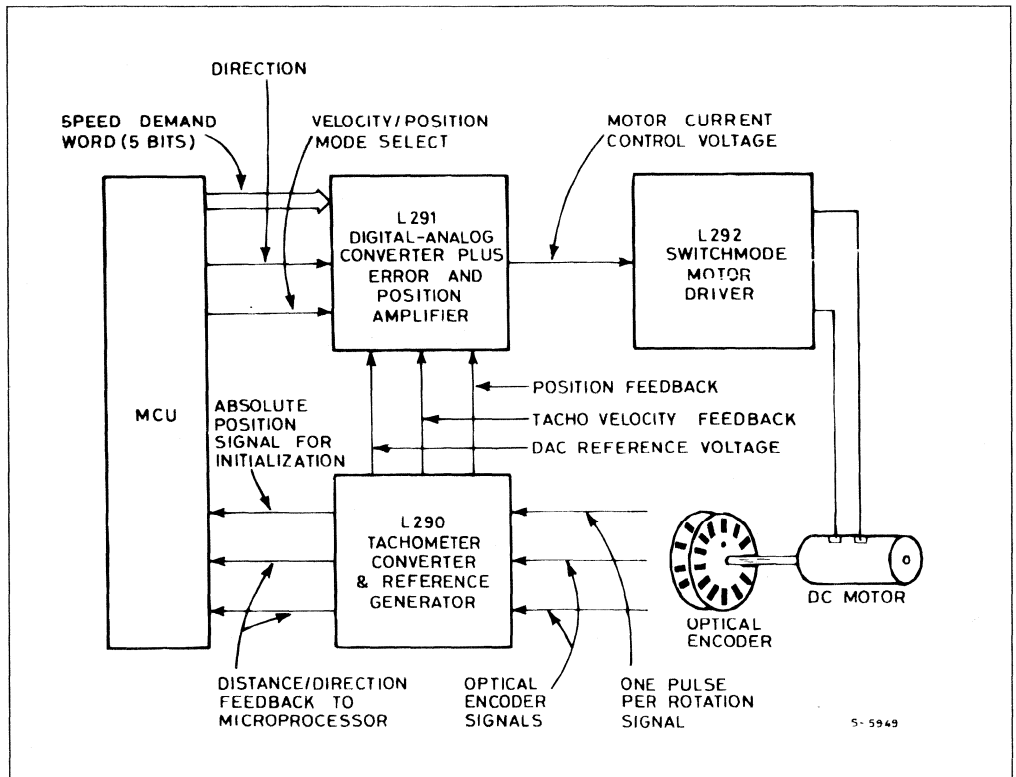 DIRECTION
SPEED DEMAND
WORD (5 BITS)
VELOCITY/POSITION
MODE SELECT
MOTOR CURRENT
CONTROL VOLTAGE
L291
DIGITAL-ANALOG
CONVERTER PLUS
ERROR AND
POSITION
AMPLIFIER
L292
SWITCHMODE
MOTOR
DRIVER
MCU
POSITION FEEDBACK
TACHO VELOCITY FEEDBACK
DAC REFERENCE VOLTAGE
ABSOLUTE
POSITION
SIGNAL FOR
INITIALIZATION
L290
TACHOMETER
CONVERTER
& REFERENCE
GENERATOR
DC MOTOR
OPTICAL
ENCODER
DISTANCE/DIRECTION
FEEDBACK TO
MICROPROCESSOR
OPTICAL
ENCODER
SIGNALS
ONE PULSE
PER ROTATION
SIGNAL
S-5949